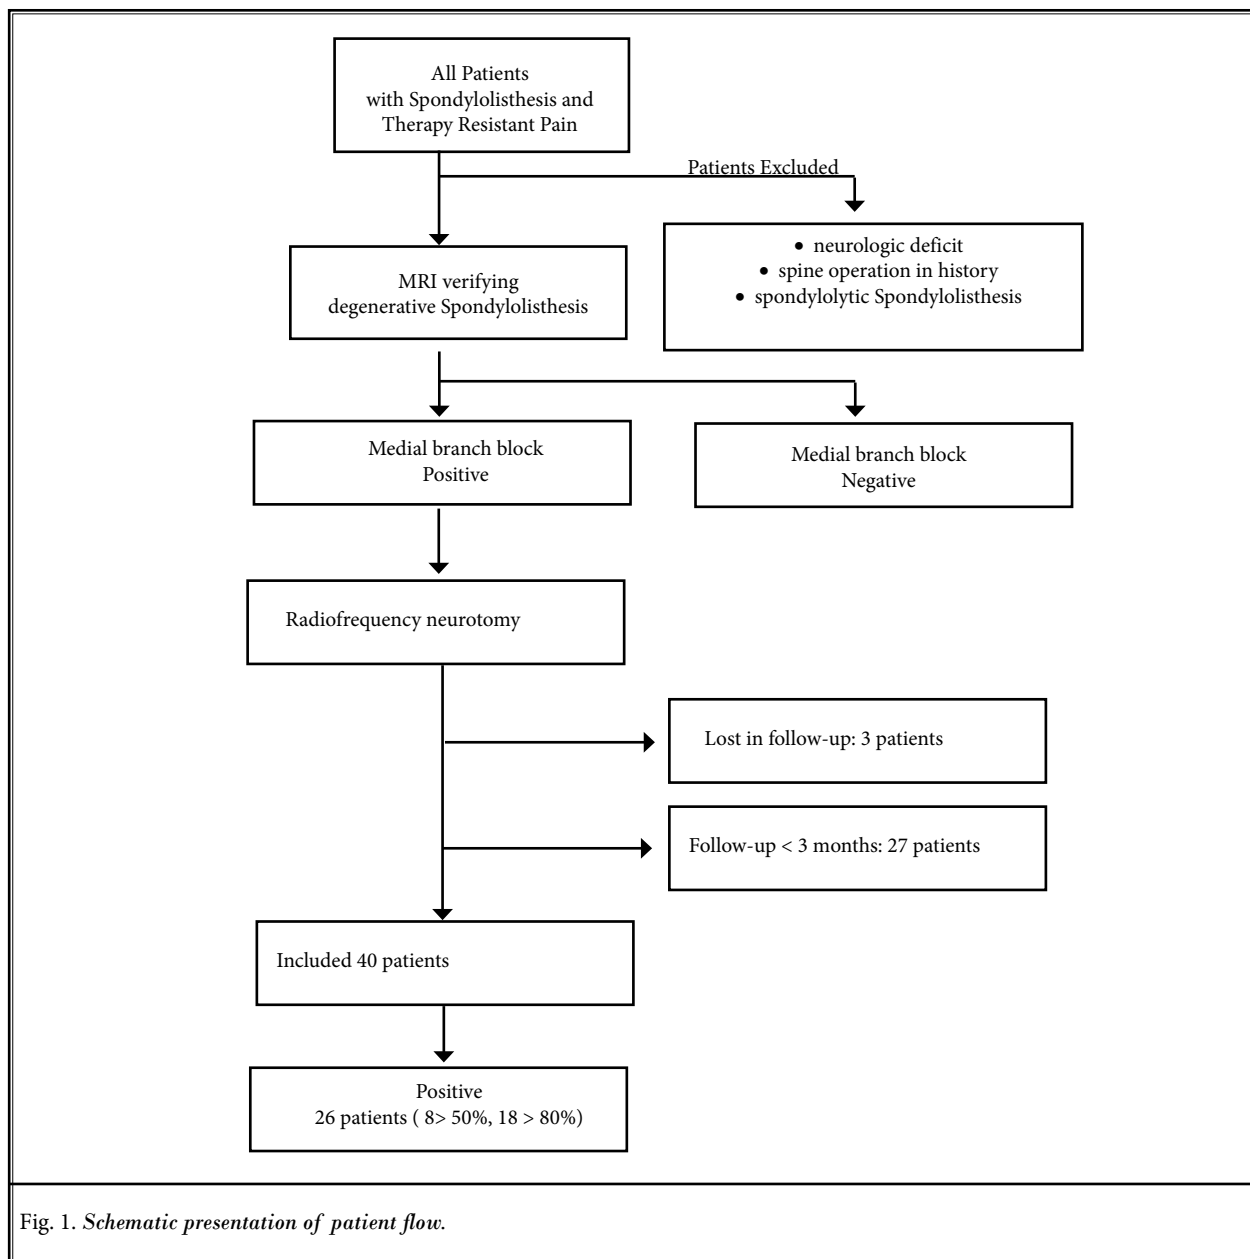 All Patients
with Spondylolisthesis and
Therapy Resistant Pain
Patients Excluded
• neurologic deficit
• spine operation in history
• spondylolytic Spondylolisthesis
MRI verifying
degenerative Spondylolisthesis
Medial branch block
Positive
Medial branch block
Negative
Radiofrequency neurotomy
Lost in follow-up: 3 patients
Follow-up < 3 months: 27 patients
Included 40 patients
Positive
26 patients ( 8> 50%, 18 > 80%)
Fig. 1. Schematic presentation of patient flow.